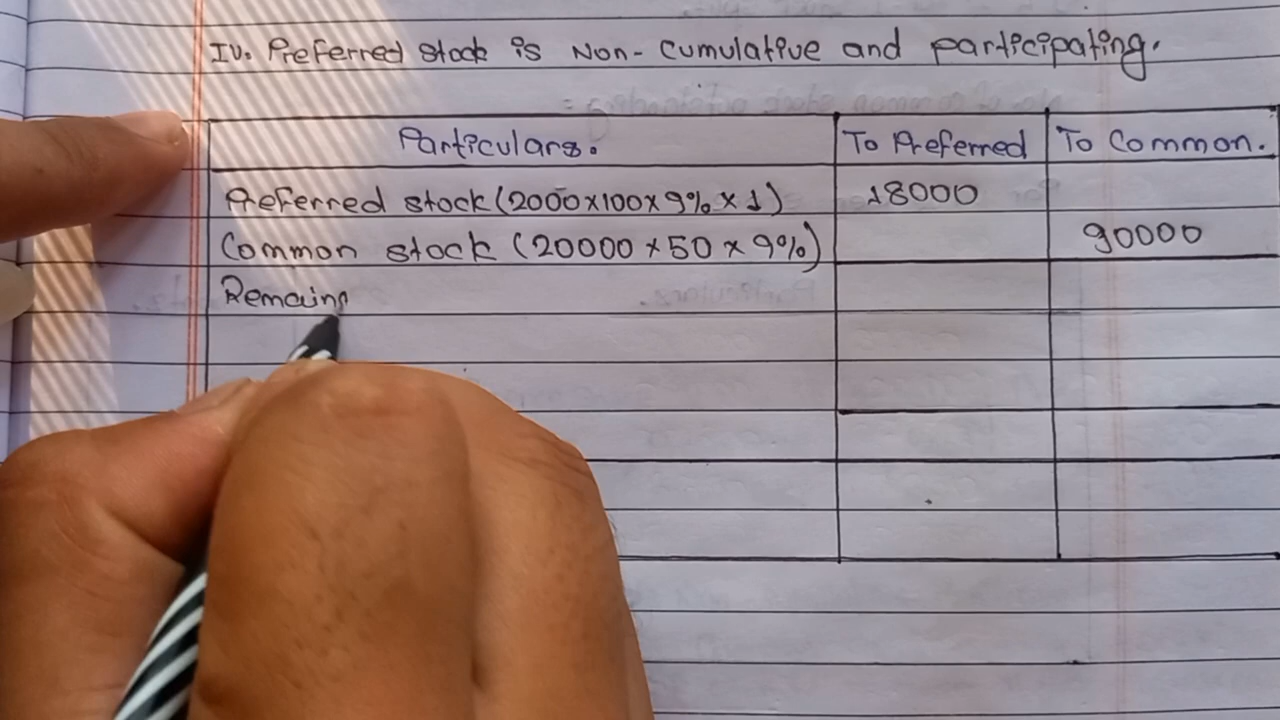 IV. Preferred stock is Non-cumulative and participating.
Particulars. To Preferred To Common.
Preferred stock (2000×100×9%×1) 18000
Common stock (20000×50×9%) 90000
Remaing